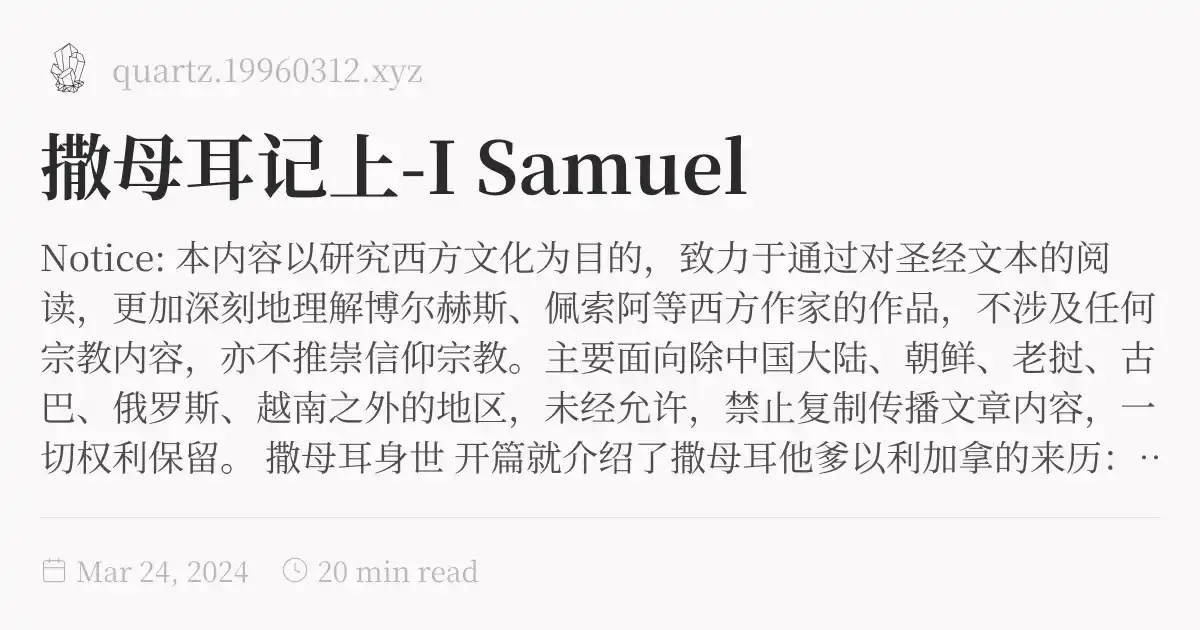 quartz.19960312.xyz
撒母耳记上-I Samuel
Notice: 本内容以研究西方文化为目的，致力于通过对圣经文本的阅
读，更加深刻地理解博尔赫斯、佩索阿等西方作家的作品，不涉及任何
宗教内容，亦不推崇信仰宗教。主要面向除中国大陆、朝鲜、老挝、古
巴、俄罗斯、越南之外的地区，未经允许，禁止复制传播文章内容，一
切权利保留。 撒母耳身世 开篇就介绍了撒母耳他爹以利加拿的来历：··
Mar 24, 2024 20 min read